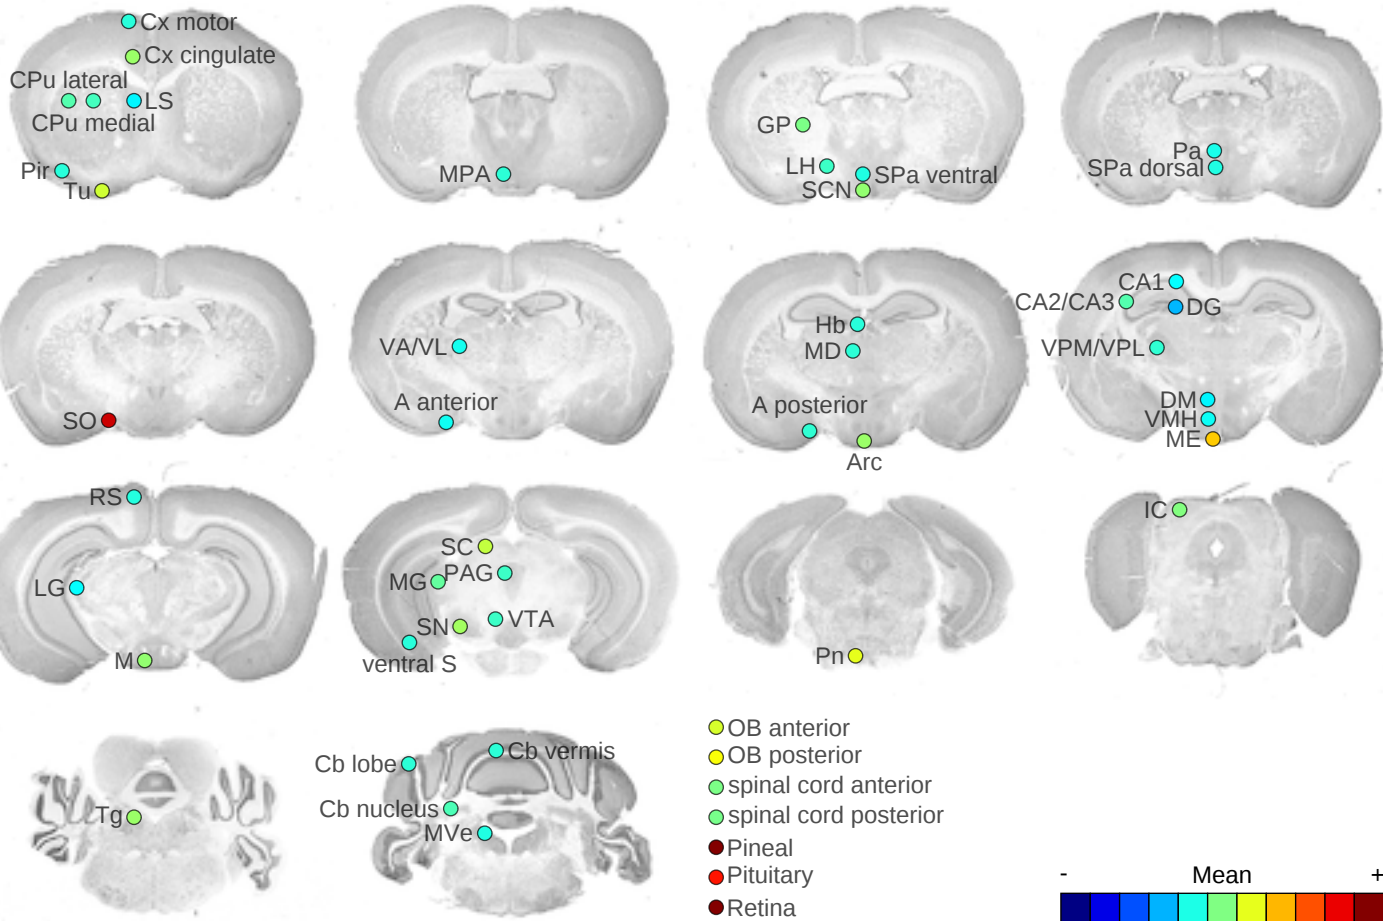 Cx motor
Cx cingulate
CPu lateral
LS
CPu medial
Pir
Tu
MPA
GP
LH
SPa ventral
SCN
Pa
SPa dorsal
SO
VA/VL
A anterior
Hb
MD
A posterior
Arc
CA1
CA2/CA3
DG
VPM/VPL
DM
VMH
ME
RS
LG
M
SC
MG
PAG
SN
VTA
ventral S
Pn
IC
Tg
Cb lobe
Cb vermis
Cb nucleus
MVe
OB anterior
OB posterior
spinal cord anterior
spinal cord posterior
Pineal
Pituitary
Retina
- Mean +